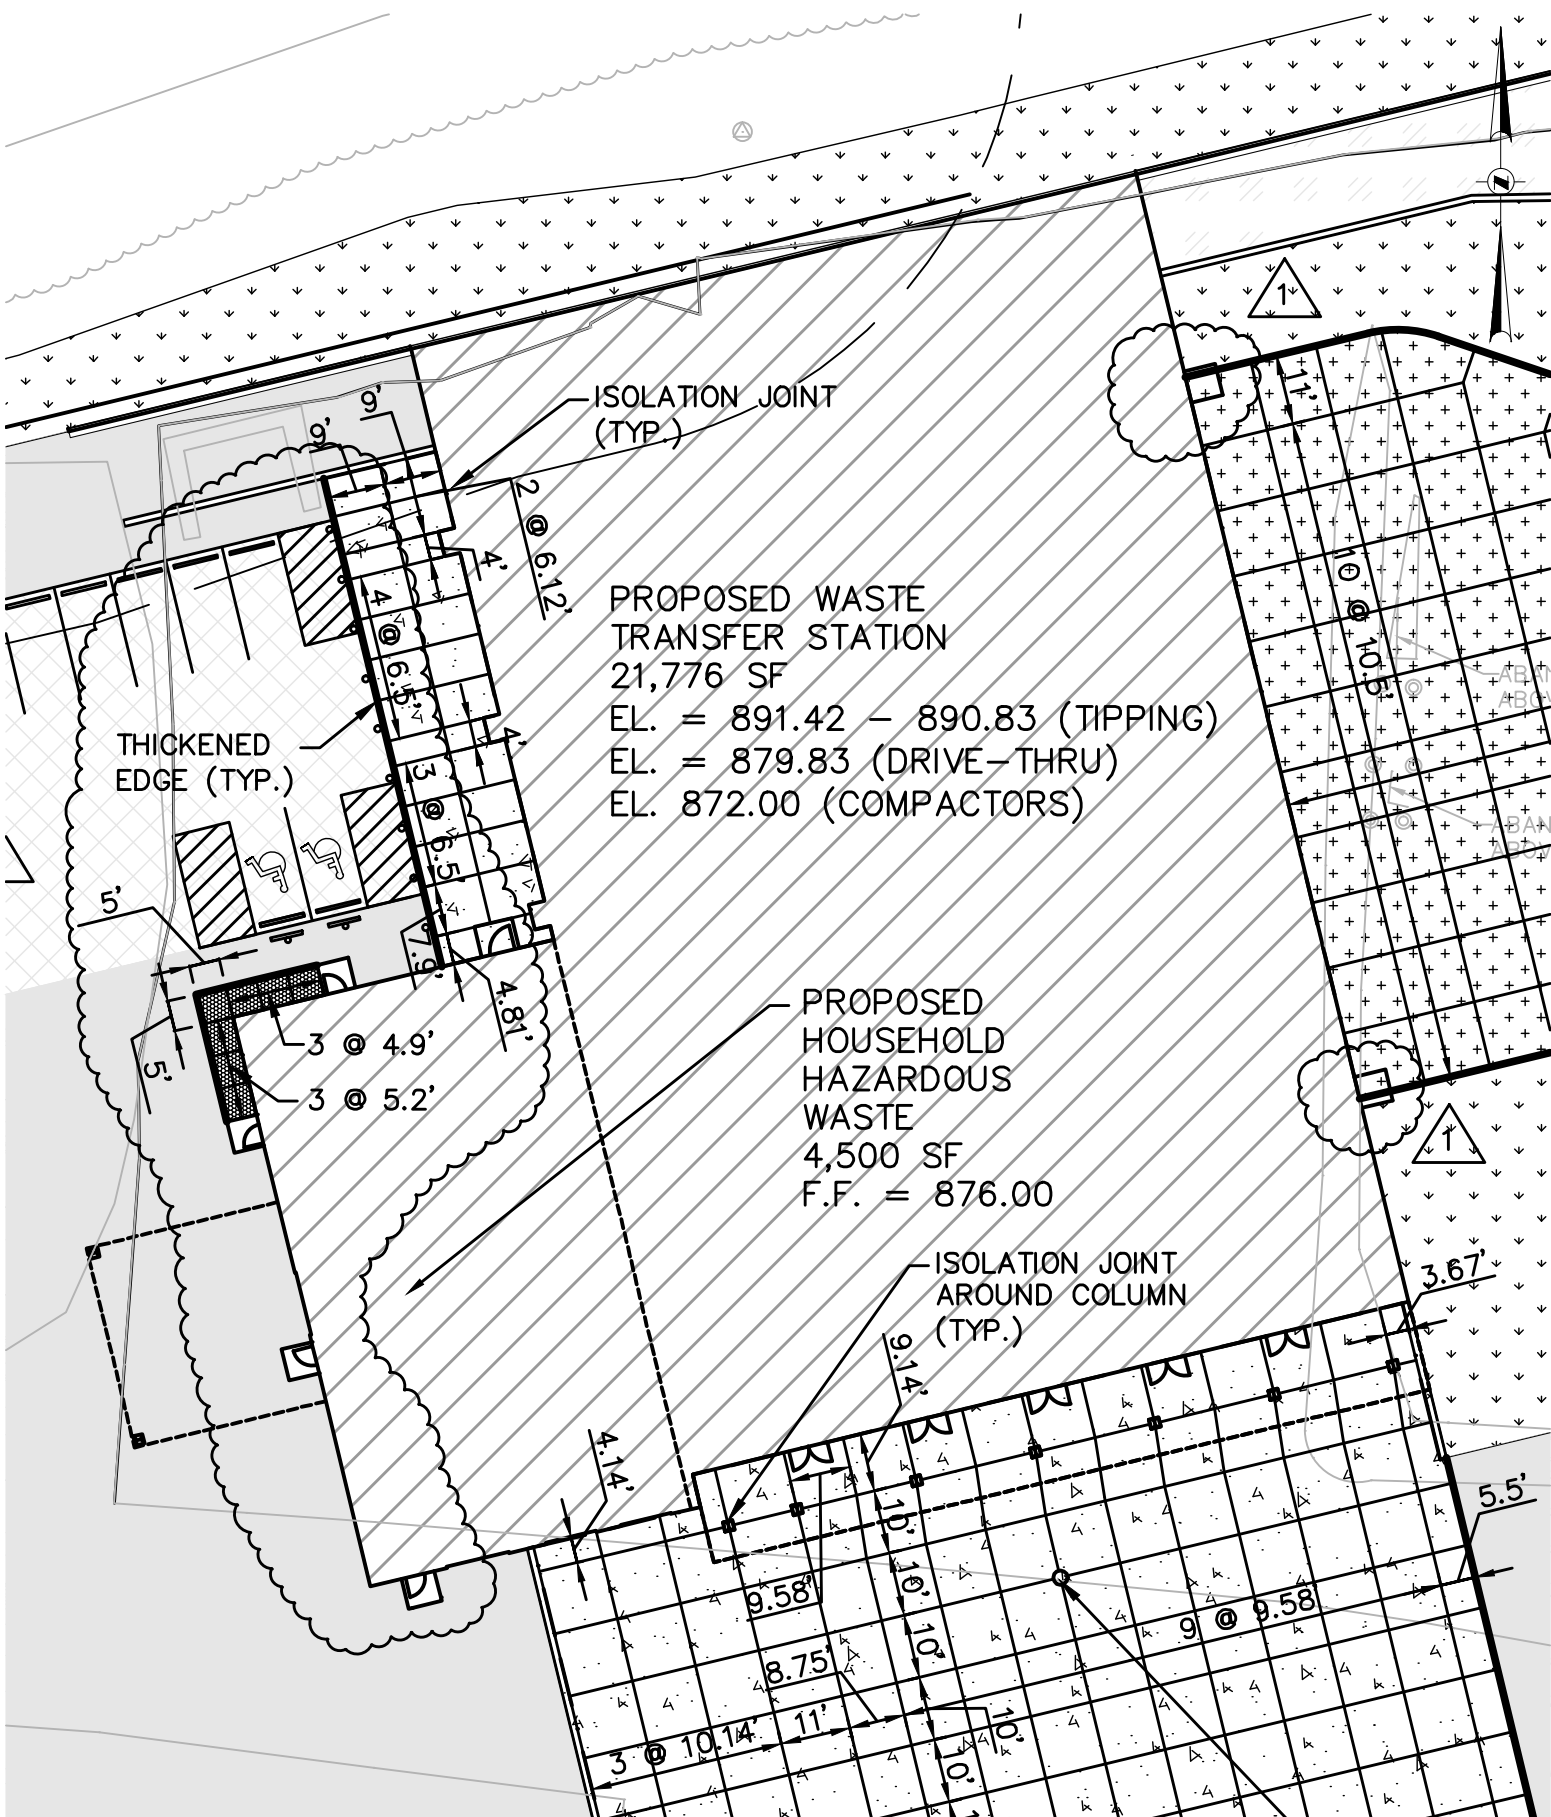 1
11'
ISOLATION JOINT
(TYP.)
9'
9'
2 @ 6.12'
4'
4 @ 6.5'
10 @ 10.5'
PROPOSED WASTE
TRANSFER STATION
21,776 SF
EL. = 891.42 – 890.83 (TIPPING)
EL. = 879.83 (DRIVE–THRU)
EL. 872.00 (COMPACTORS)
ABAN
ABOV
THICKENED
EDGE (TYP.)
4'
3 @ 6.5'
ABAN
ABOV
5'
7.9'
4.81'
3 @ 4.9'
3 @ 5.2'
5'
PROPOSED
HOUSEHOLD
HAZARDOUS
WASTE
4,500 SF
F.F. = 876.00
1
ISOLATION JOINT
AROUND COLUMN
(TYP.)
3.67'
9.14'
4.14'
5.5'
10'
9.58'
10'
9 @ 9.58'
10'
8.75'
3 @ 10.14'
11'
10'
10'